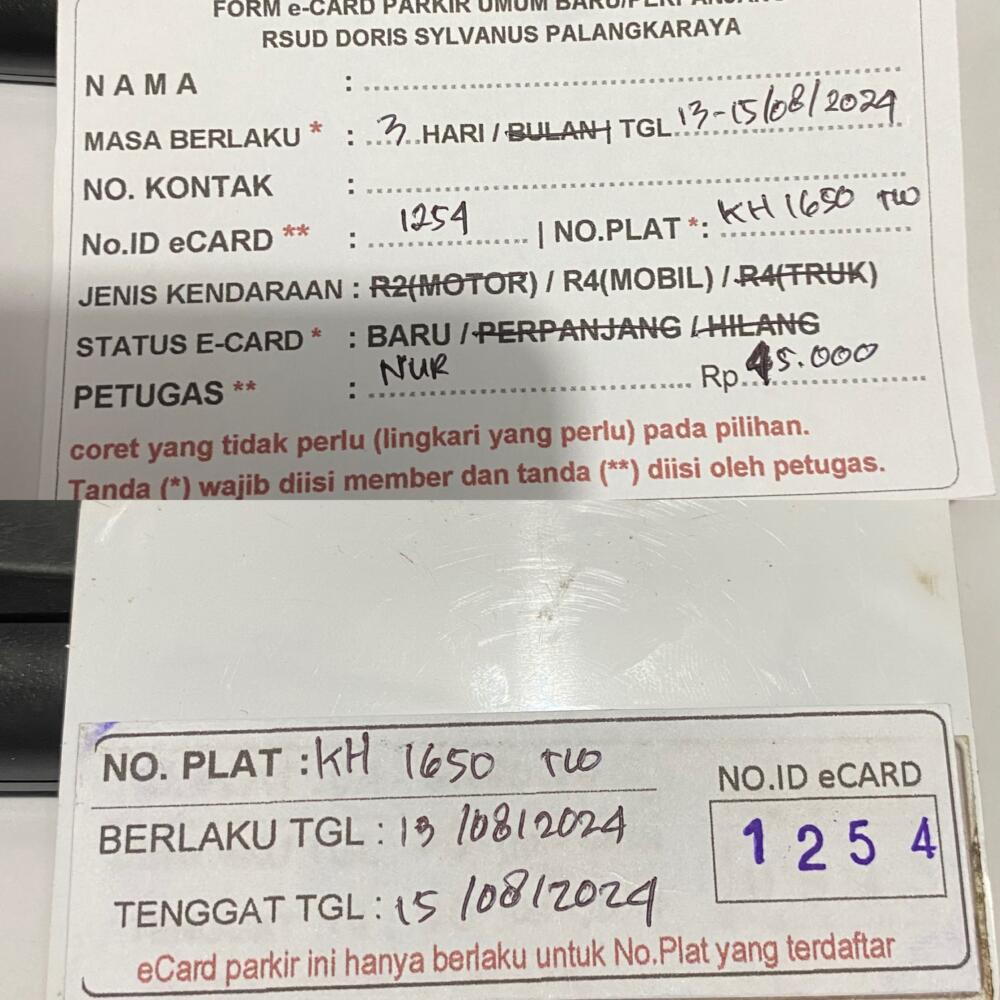 FORM e-CARD PARKIR UMUM BARU/PERPANJANG
RSUD DORIS SYLVANUS PALANGKARAYA
NAMA :
MASA BERLAKU * : 3 HARI / BULAN | TGL 13-15/08/2024
NO. KONTAK :
No.ID eCARD ** : 1254 | NO.PLAT *: KH 1650 TW
JENIS KENDARAAN : R2(MOTOR) / R4(MOBIL) / R4(TRUK)
STATUS E-CARD * : BARU / PERPANJANG / HILANG
PETUGAS ** : NUR Rp. 45.000
coret yang tidak perlu (lingkari yang perlu) pada pilihan.
Tanda (*) wajib diisi member dan tanda (**) diisi oleh petugas.
NO. PLAT : KH 1650 TW
NO.ID eCARD
1254
BERLAKU TGL : 13/08/2024
TENGGAT TGL : 15/08/2024
eCard parkir ini hanya berlaku untuk No.Plat yang terdaftar